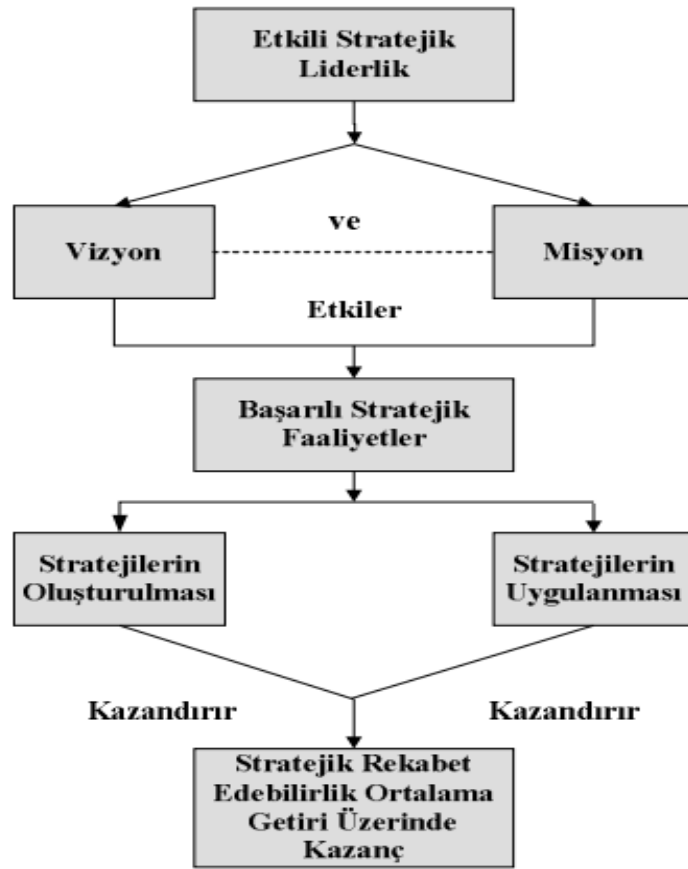 Etkili Stratejik
Liderlik
ve
Vizyon
Misyon
Etkiler
Başarılı Stratejik
Faaliyetler
Stratejilerin
Oluşturulması
Stratejilerin
Uygulanması
Kazandırır
Kazandırır
Stratejik Rekabet
Edebilirlik Ortalama
Getiri Üzerinde
Kazanç